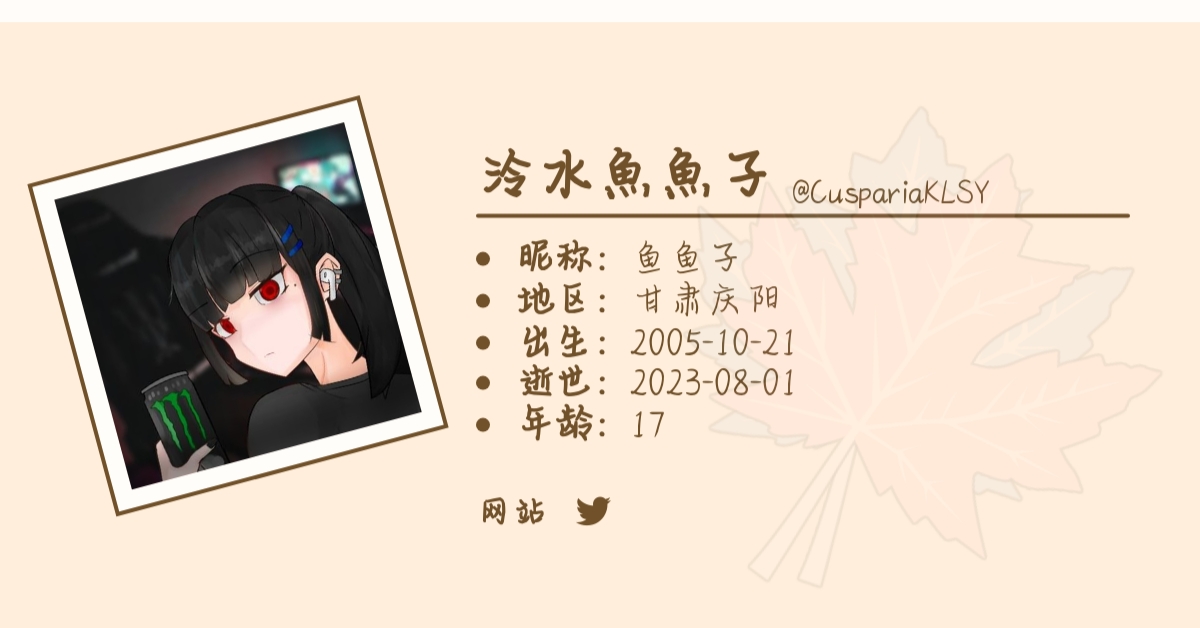 泠水魚魚子 @CuspariaKLSY
昵称：鱼鱼子
地区：甘肃庆阳
出生：2005-10-21
逝世：2023-08-01
年龄：17
网站